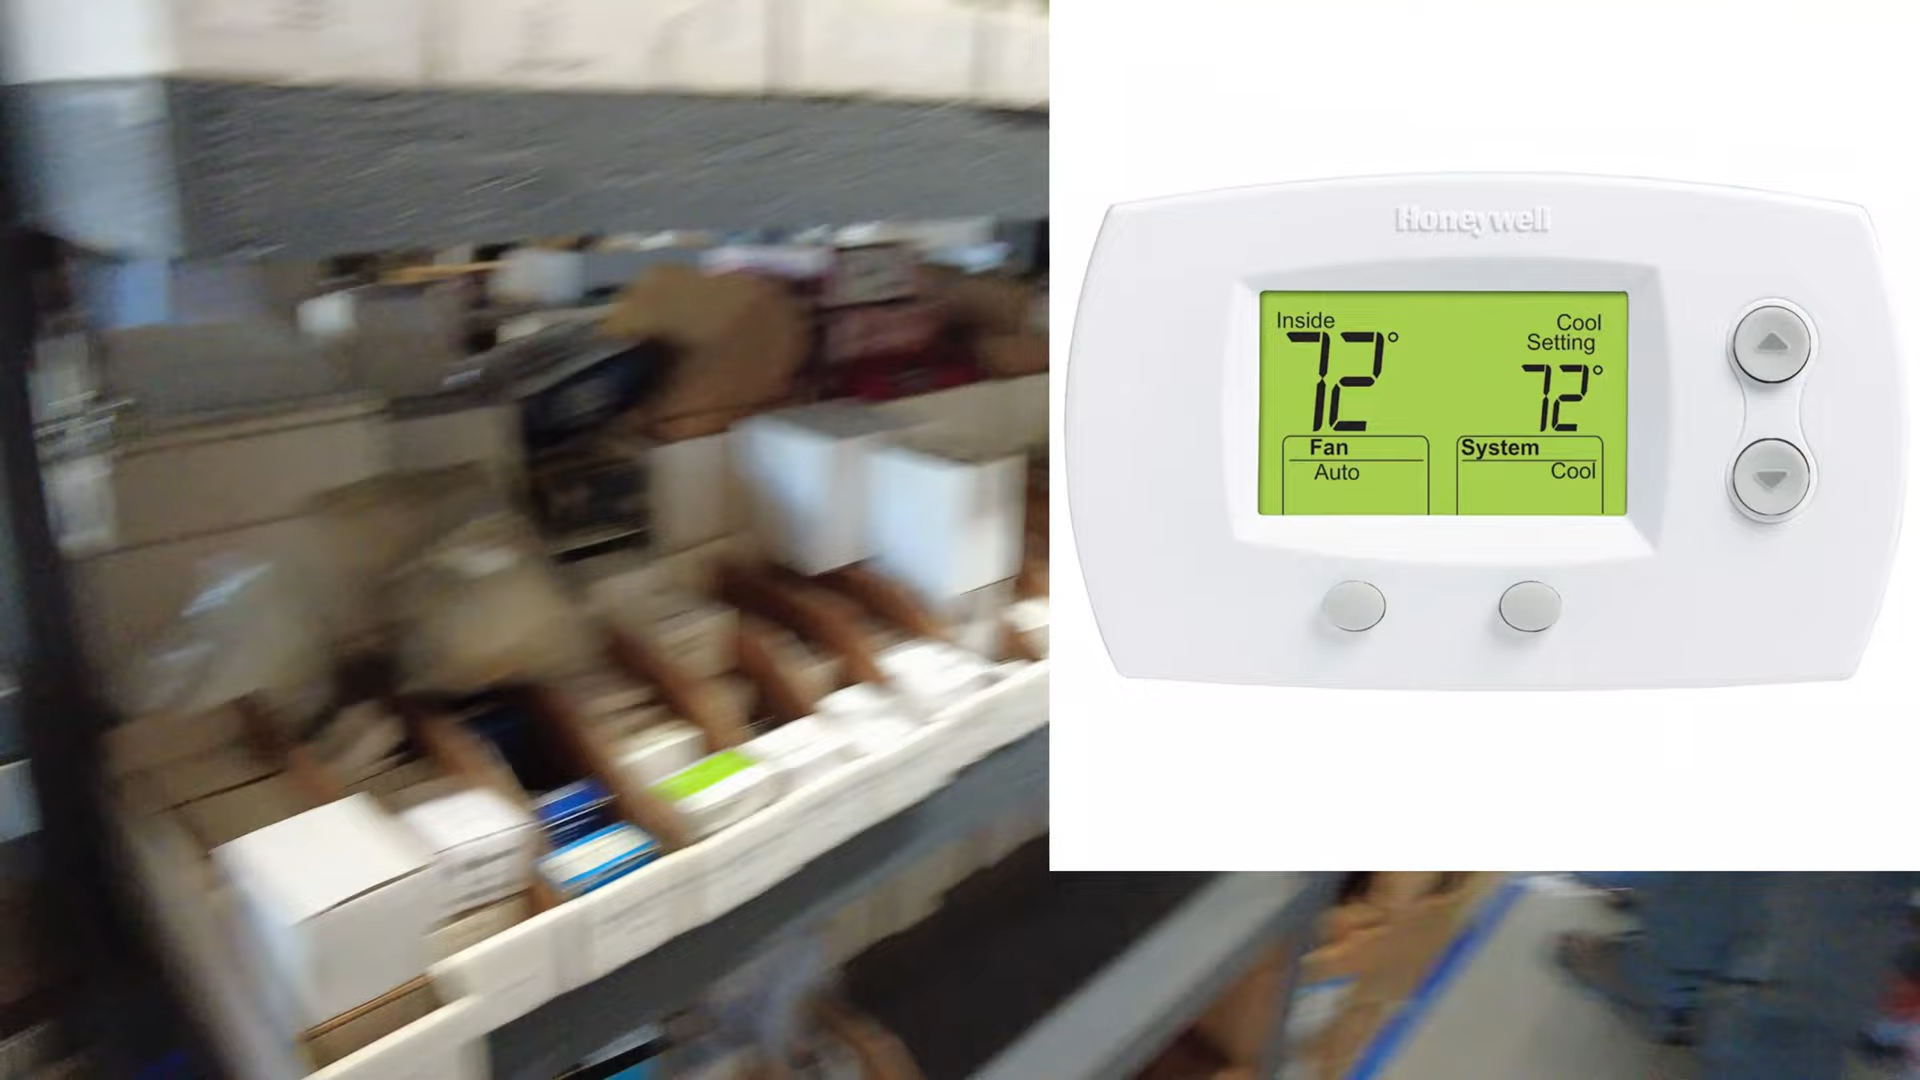 Honeywell
Inside
72°
Cool
Setting
72°
Fan
Auto
System
Cool